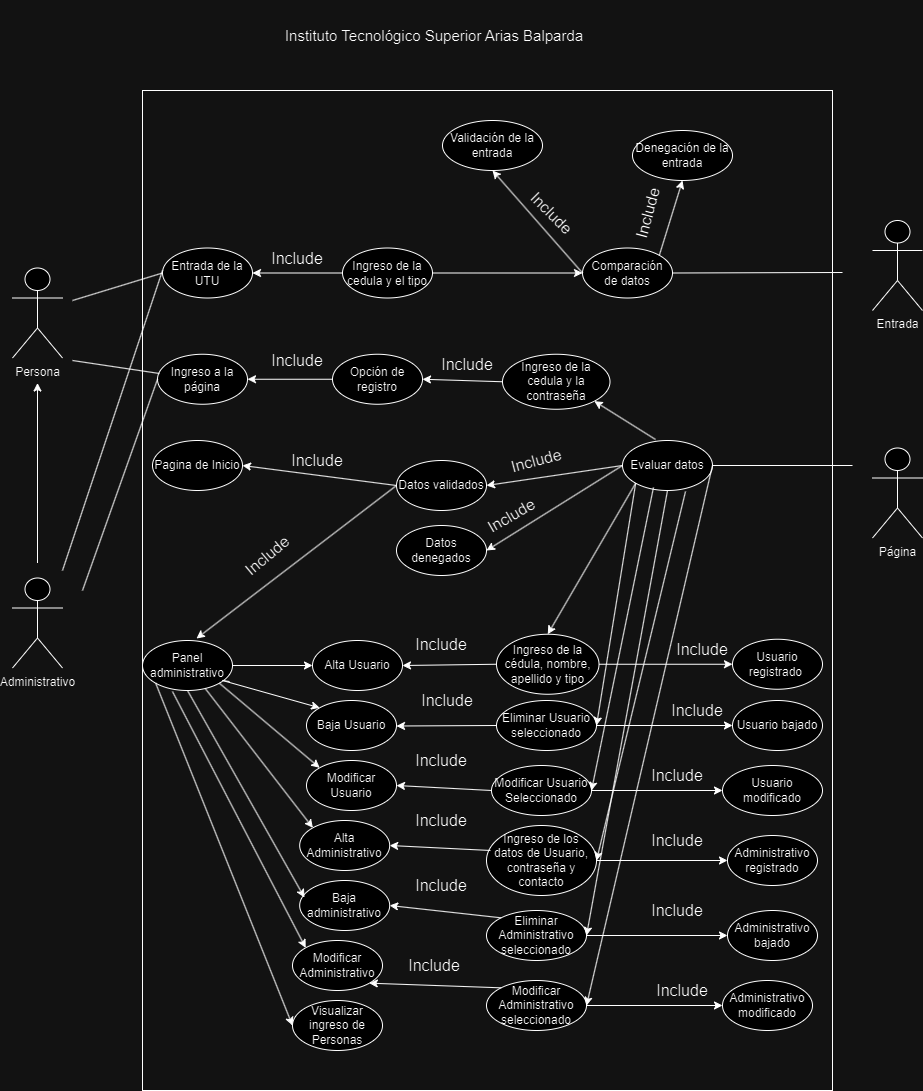 Instituto Tecnológico Superior Arias Balparda
Validación de la
entrada
Denegación de la
entrada
Include
Include
Entrada de la
UTU
Include
Ingreso de la
cedula y el tipo
Comparación
de datos
Entrada
Persona
Ingreso a la
página
Include
Opción de
registro
Include
Ingreso de la
cedula y la
contraseña
Pagina de Inicio
Include
Datos validados
Include
Evaluar datos
Página
Datos
denegados
Include
Include
Administrativo
Panel
administrativo
Alta Usuario
Include
Ingreso de la
cédula, nombre,
apellido y tipo
Include
Usuario
registrado
Baja Usuario
Include
Eliminar Usuario
seleccionado
Include
Usuario bajado
Modificar
Usuario
Include
Modificar Usuario
Seleccionado
Include
Usuario
modificado
Alta
Administrativo
Include
Ingreso de los
datos de Usuario,
contraseña y
contacto
Include
Administrativo
registrado
Baja
administrativo
Include
Eliminar
Administrativo
seleccionado
Include
Administrativo
bajado
Modificar
Administrativo
Include
Modificar
Administrativo
seleccionado
Include
Administrativo
modificado
Visualizar
ingreso de
Personas